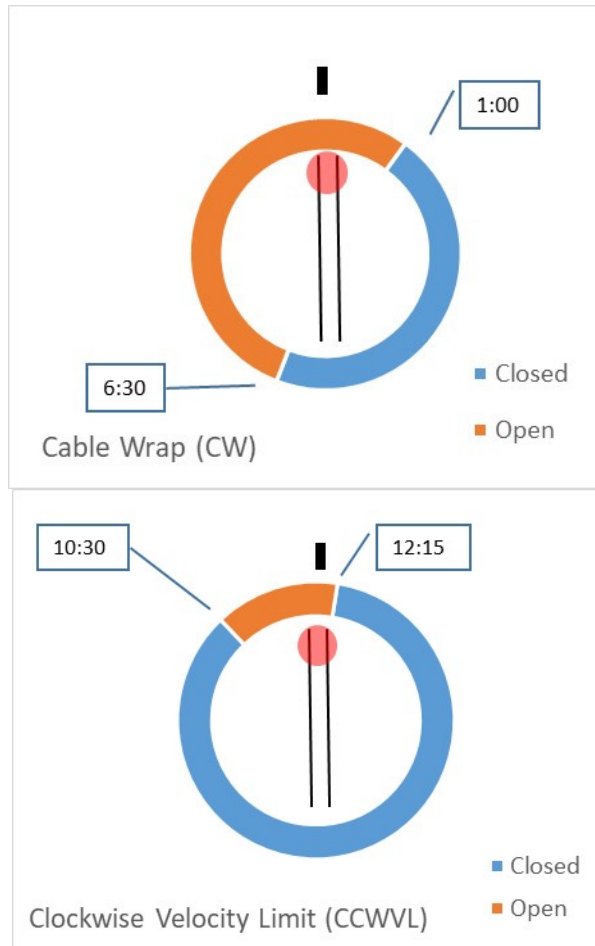 1:00
6:30
Closed
Open
Cable Wrap (CW)
10:30
12:15
Closed
Open
Clockwise Velocity Limit (CCWVL)